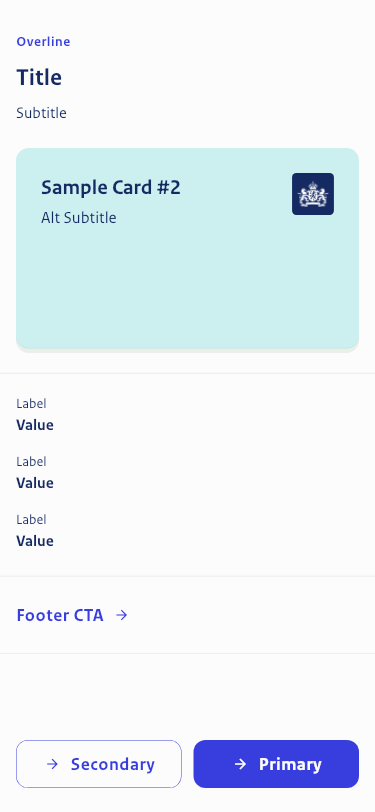 Overline
Title
Subtitle
Sample Card #2
Alt Subtitle
Label
Value
Label
Value
Label
Value
Footer CTA
Secondary
Primary